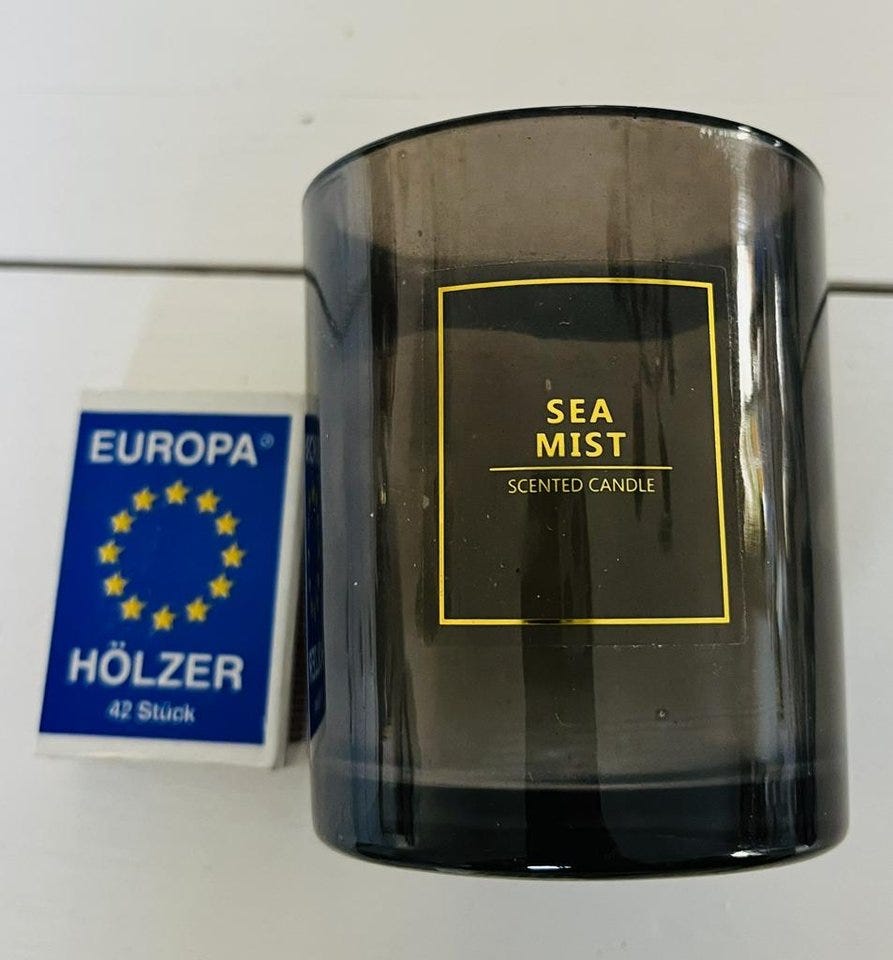 EUROPA®
HÖLZER
42 Stück
SEA
MIST
SCENTED CANDLE